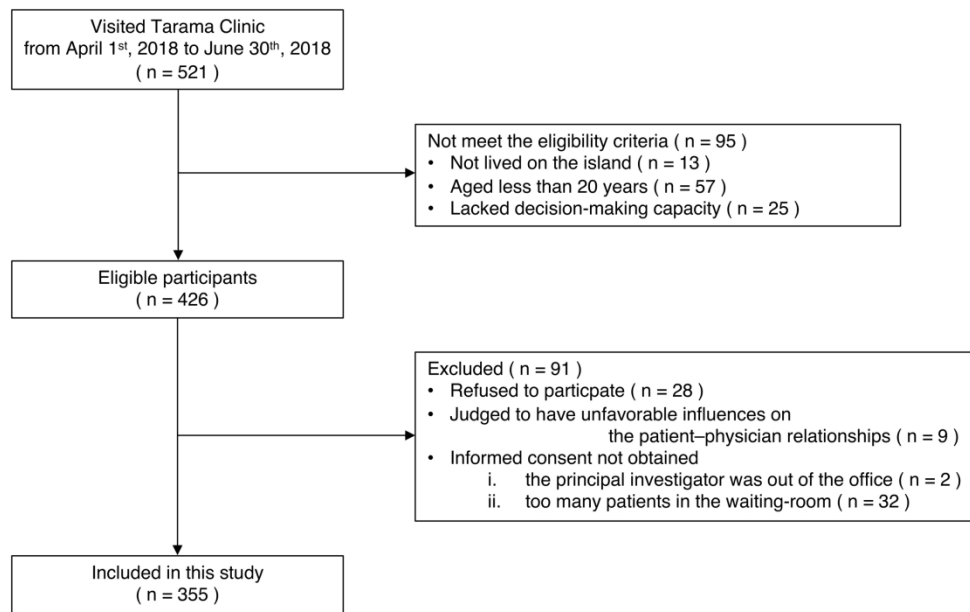 Visited Tarama Clinic
from April 1st, 2018 to June 30th, 2018
( n = 521 )
Not meet the eligibility criteria ( n = 95 )
• Not lived on the island ( n = 13 )
• Aged less than 20 years ( n = 57 )
• Lacked decision-making capacity ( n = 25 )
Eligible participants
( n = 426 )
Excluded ( n = 91 )
• Refused to particpate ( n = 28 )
• Judged to have unfavorable influences on
the patient–physician relationships ( n = 9 )
• Informed consent not obtained
i. the principal investigator was out of the office ( n = 2 )
ii. too many patients in the waiting-room ( n = 32 )
Included in this study
( n = 355 )